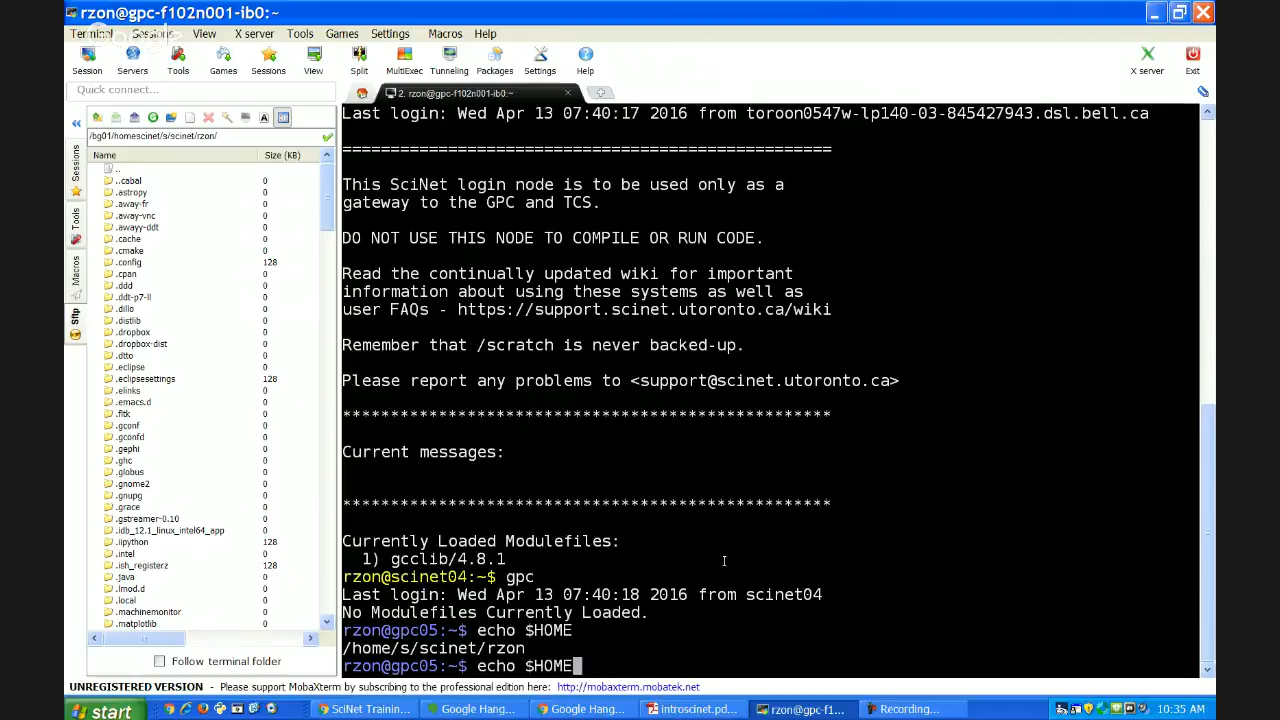 rzon@gpc-f102n001-ib0:~
Terminal Sessions View X server Tools Games Settings Macros Help
Google
Session Servers Tools Games Sessions View Split MultiExec Tunneling Packages Settings Help X server Exit
Quick connect...
2. rzon@gpc-f102n001-ib0:~
/bg01/homescinet/s/scinet/rzon/
Name Size (KB)
..
..cabal 0
.astropy 0
.away-fr 0
.away-vnc 0
.awayy-ddt 0
.cache 0
.cmake 0
.config 128
.cpan 0
.ddd 0
.ddt-p7-ll 0
.dillo 0
.distlib 0
.dropbox 0
.dropbox-dist 0
.dtto 0
.eclipse 0
.eclipsesettings 128
.elinks 0
.emacs.d 0
.fltk 0
.gconf 0
.gconfd 0
.gephi 0
.ghc 0
.globus 0
.gnome2 0
.gnupg 0
.grace 0
.gstreamer-0.10 0
.idb_12.1_linux_intel64_app 0
.iipython 128
.intel 0
.ish_registerz 128
.java 0
.lmod.d 0
.local 0
.machinemonitor 0
.matplotlib 0
Sessions
Tools
Macros
Sftp
Follow terminal folder
Last login: Wed Apr 13 07:40:17 2016 from toroon0547w-lp140-03-845427943.dsl.bell.ca
===================================================
This SciNet login node is to be used only as a
gateway to the GPC and TCS.
DO NOT USE THIS NODE TO COMPILE OR RUN CODE.
Read the continually updated wiki for important
information about using these systems as well as
user FAQs - https://support.scinet.utoronto.ca/wiki
Remember that /scratch is never backed-up.
Please report any problems to <support@scinet.utoronto.ca>
***************************************************
Current messages:
***************************************************
Currently Loaded Modulefiles:
1) gcclib/4.8.1
rzon@scinet04:~$ gpc
Last login: Wed Apr 13 07:40:18 2016 from scinet04
No Modulefiles Currently Loaded.
rzon@gpc05:~$ echo $HOME
/home/s/scinet/rzon
rzon@gpc05:~$ echo $HOME
UNREGISTERED VERSION - Please support MobaXterm by subscribing to the professional edition here: http://mobaxterm.mobatek.net
start SciNet Trainin... Google Hang... Google Hang... introscinet.pd... rzon@gpc-f1... Recording... 10:35 AM